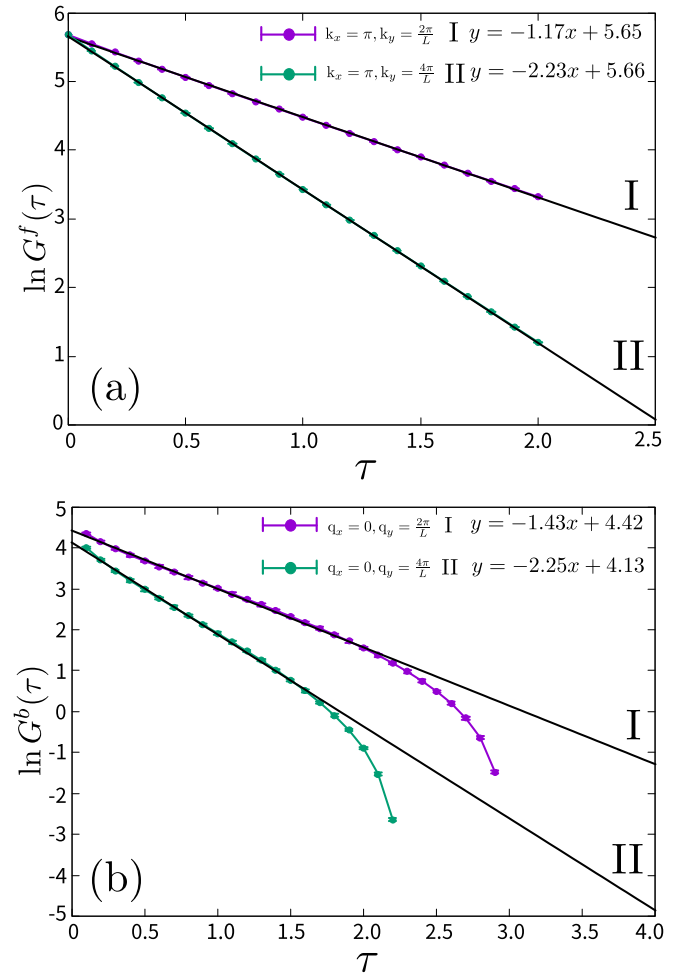 6
5
4
3
2
1
0
ln G^f(τ)
k_x = π, k_y = 2π/L I y = −1.17x + 5.65
k_x = π, k_y = 4π/L II y = −2.23x + 5.66
I
II
(a)
0 0.5 1.0 1.5 2.0 2.5
τ
5
4
3
2
1
0
-1
-2
-3
-4
-5
ln G^b(τ)
q_x = 0, q_y = 2π/L I y = −1.43x + 4.42
q_x = 0, q_y = 4π/L II y = −2.25x + 4.13
I
II
(b)
0 0.5 1.0 1.5 2.0 2.5 3.0 3.5 4.0
τ